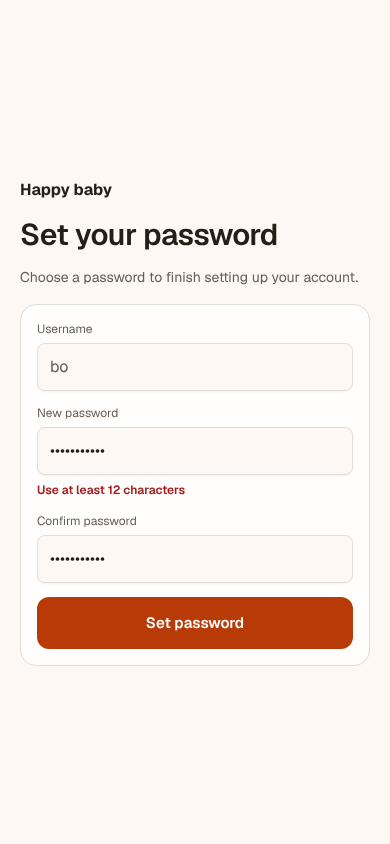 Happy baby
Set your password
Choose a password to finish setting up your account.
Username
bo
New password
•••••••••••
Use at least 12 characters
Confirm password
•••••••••••
Set password